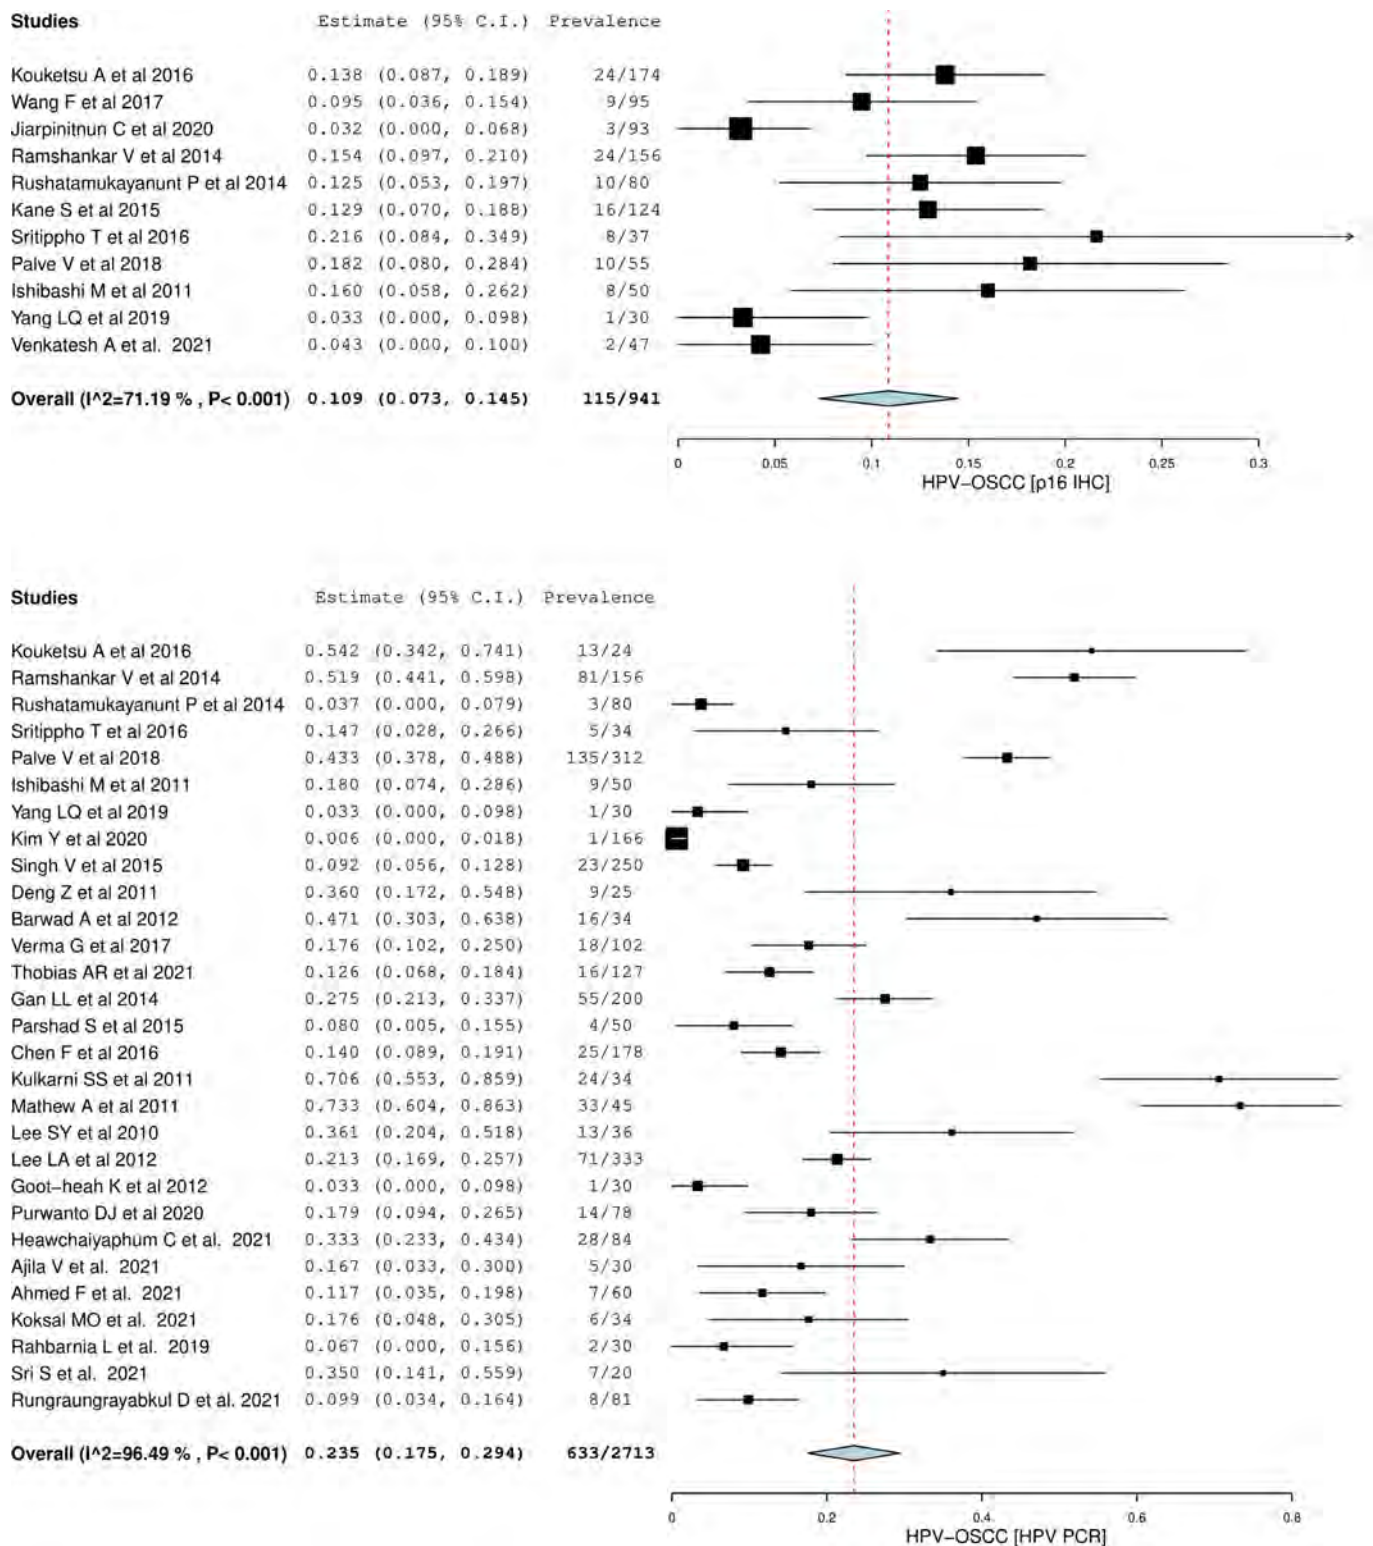 Studies Estimate (95% C.I.) Prevalence
Kouketsu A et al 2016 0.138 (0.087, 0.189) 24/174
Wang F et al 2017 0.095 (0.036, 0.154) 9/95
Jiarpinitnun C et al 2020 0.032 (0.000, 0.068) 3/93
Ramshankar V et al 2014 0.154 (0.097, 0.210) 24/156
Rushatamukayanunt P et al 2014 0.125 (0.053, 0.197) 10/80
Kane S et al 2015 0.129 (0.070, 0.188) 16/124
Sritippho T et al 2016 0.216 (0.084, 0.349) 8/37
Palve V et al 2018 0.182 (0.080, 0.284) 10/55
Ishibashi M et al 2011 0.160 (0.058, 0.262) 8/50
Yang LQ et al 2019 0.033 (0.000, 0.098) 1/30
Venkatesh A et al. 2021 0.043 (0.000, 0.100) 2/47
Overall (I^2=71.19 % , P< 0.001) 0.109 (0.073, 0.145) 115/941
0 0.05 0.1 0.15 0.2 0.25 0.3
HPV−OSCC [p16 IHC]
Studies Estimate (95% C.I.) Prevalence
Kouketsu A et al 2016 0.542 (0.342, 0.741) 13/24
Ramshankar V et al 2014 0.519 (0.441, 0.598) 81/156
Rushatamukayanunt P et al 2014 0.037 (0.000, 0.079) 3/80
Sritippho T et al 2016 0.147 (0.028, 0.266) 5/34
Palve V et al 2018 0.433 (0.378, 0.488) 135/312
Ishibashi M et al 2011 0.180 (0.074, 0.286) 9/50
Yang LQ et al 2019 0.033 (0.000, 0.098) 1/30
Kim Y et al 2020 0.006 (0.000, 0.018) 1/166
Singh V et al 2015 0.092 (0.056, 0.128) 23/250
Deng Z et al 2011 0.360 (0.172, 0.548) 9/25
Barwad A et al 2012 0.471 (0.303, 0.638) 16/34
Verma G et al 2017 0.176 (0.102, 0.250) 18/102
Thobias AR et al 2021 0.126 (0.068, 0.184) 16/127
Gan LL et al 2014 0.275 (0.213, 0.337) 55/200
Parshad S et al 2015 0.080 (0.005, 0.155) 4/50
Chen F et al 2016 0.140 (0.089, 0.191) 25/178
Kulkarni SS et al 2011 0.706 (0.553, 0.859) 24/34
Mathew A et al 2011 0.733 (0.604, 0.863) 33/45
Lee SY et al 2010 0.361 (0.204, 0.518) 13/36
Lee LA et al 2012 0.213 (0.169, 0.257) 71/333
Goot−heah K et al 2012 0.033 (0.000, 0.098) 1/30
Purwanto DJ et al 2020 0.179 (0.094, 0.265) 14/78
Heawchaiyaphum C et al. 2021 0.333 (0.233, 0.434) 28/84
Ajila V et al. 2021 0.167 (0.033, 0.300) 5/30
Ahmed F et al. 2021 0.117 (0.035, 0.198) 7/60
Koksal MO et al. 2021 0.176 (0.048, 0.305) 6/34
Rahbarnia L et al. 2019 0.067 (0.000, 0.156) 2/30
Sri S et al. 2021 0.350 (0.141, 0.559) 7/20
Rungraungrayabkul D et al. 2021 0.099 (0.034, 0.164) 8/81
Overall (I^2=96.49 % , P< 0.001) 0.235 (0.175, 0.294) 633/2713
0 0.2 0.4 0.6 0.8
HPV−OSCC [HPV PCR]